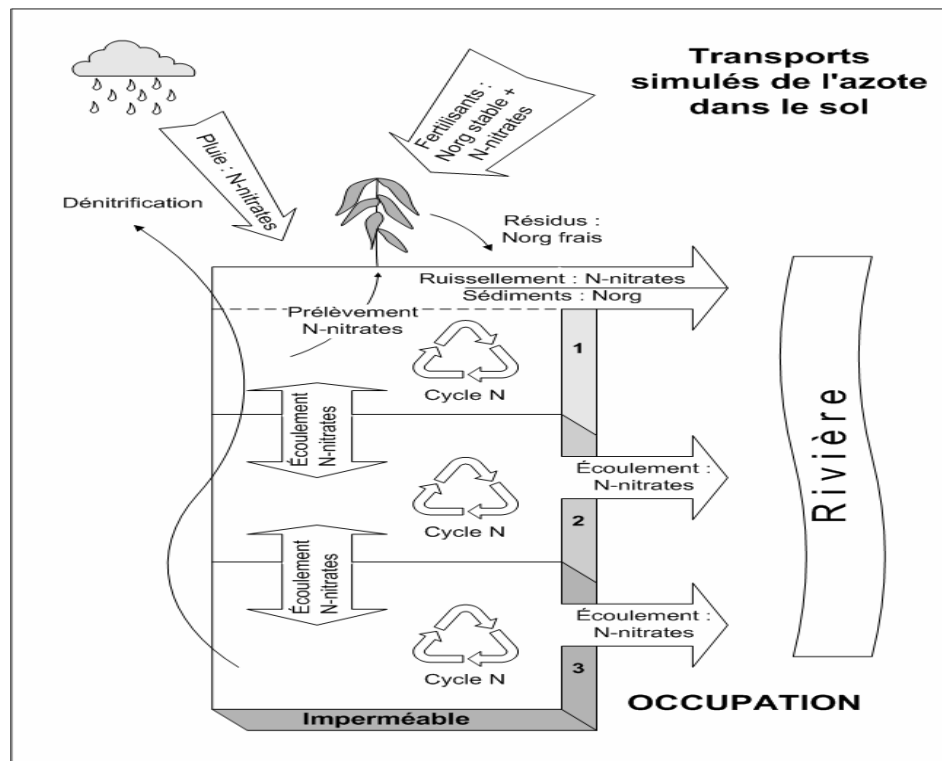 Transports
simulés de l'azote
dans le sol
Pluie : N-nitrates
Fertilisants :
Norg stable +
N-nitrates
Dénitrification
Résidus :
Norg frais
Ruissellement : N-nitrates
Sédiments : Norg
Prélèvement
N-nitrates
1
Cycle N
Écoulement
N-nitrates
Écoulement :
N-nitrates
2
Cycle N
Écoulement
N-nitrates
Écoulement :
N-nitrates
3
Cycle N
Rivière
OCCUPATION
Imperméable